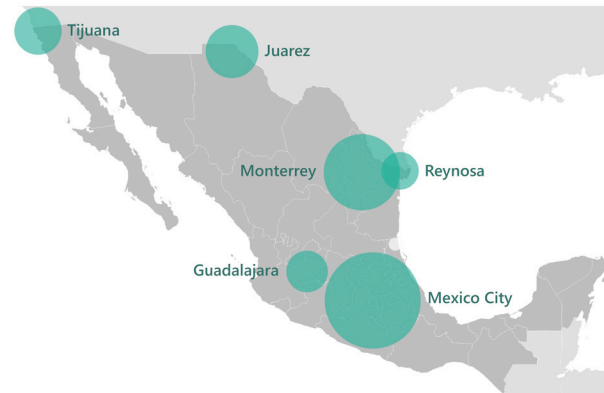 Tijuana
Juarez
Monterrey
Reynosa
Guadalajara
Mexico City